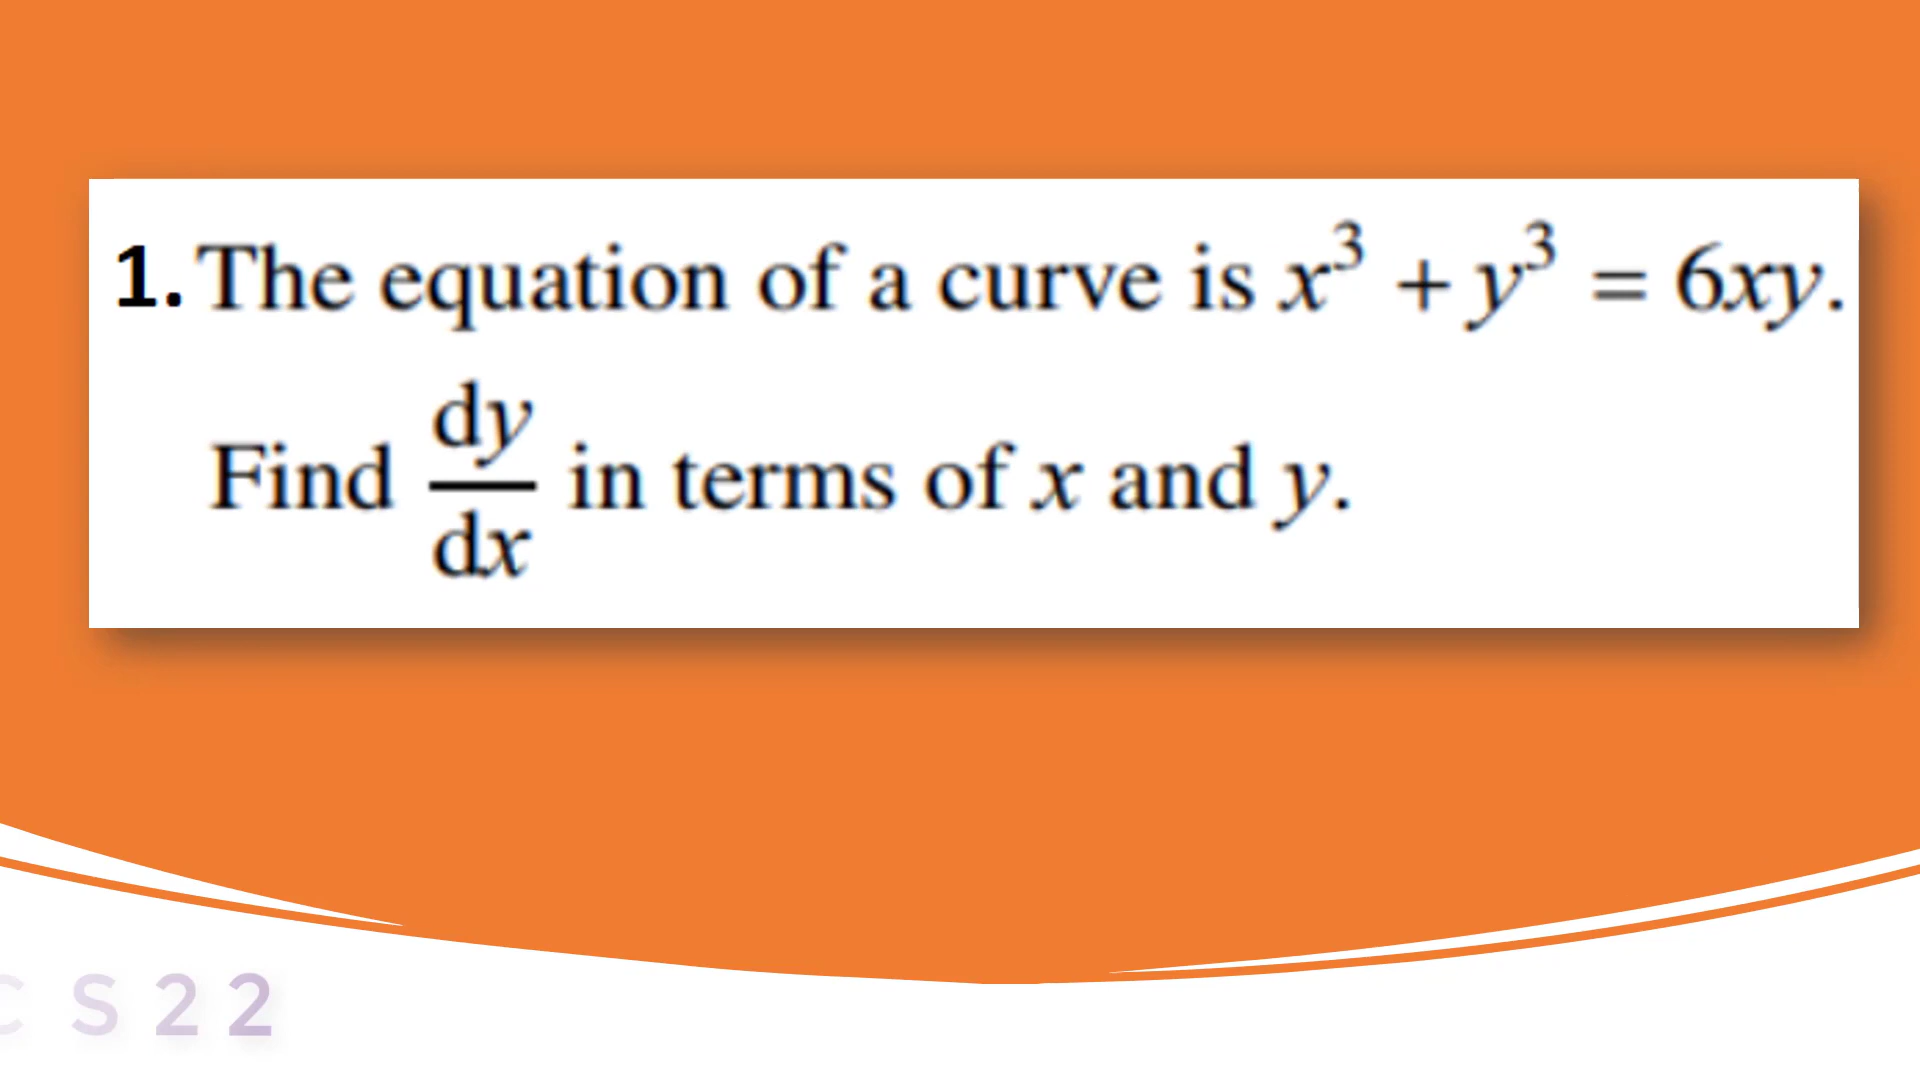 1. The equation of a curve is x³ + y³ = 6xy.
Find dy/dx in terms of x and y.
C S 2 2